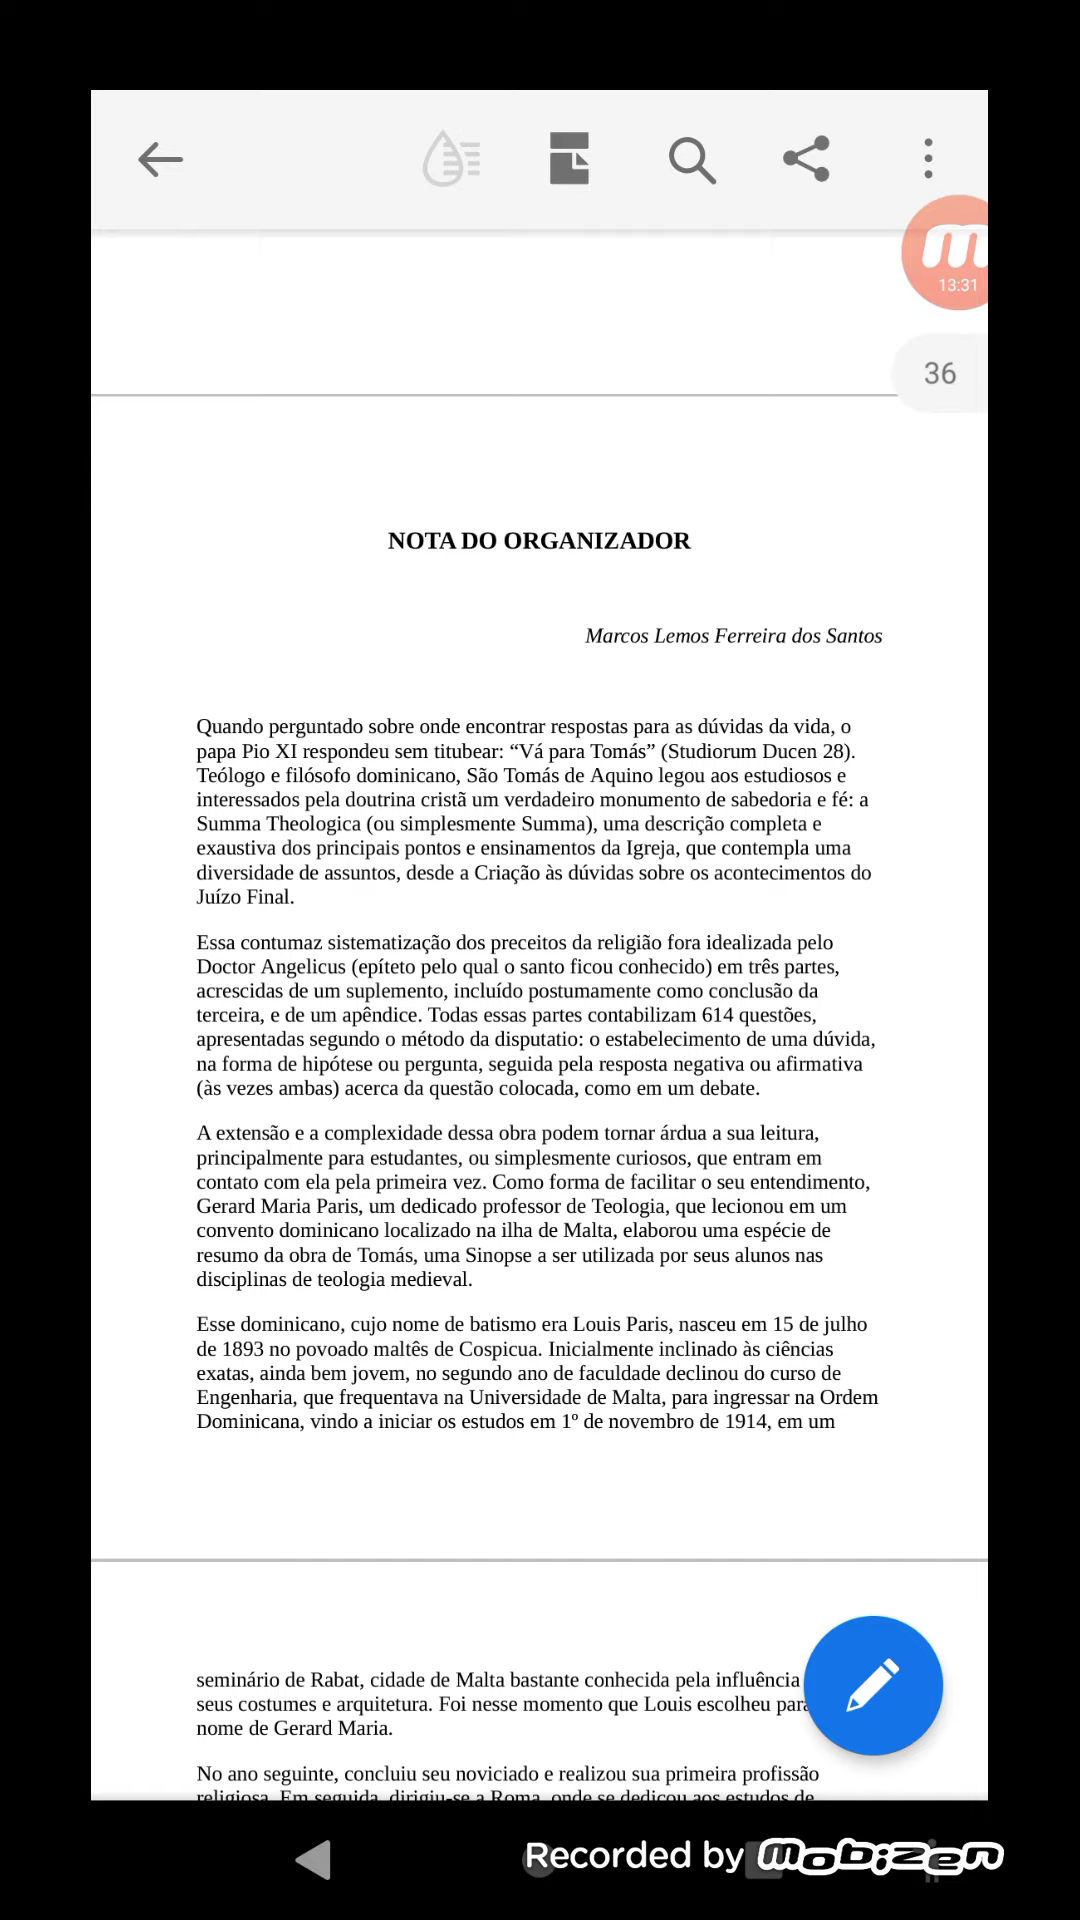 13:31
36
NOTA DO ORGANIZADOR
Marcos Lemos Ferreira dos Santos
Quando perguntado sobre onde encontrar respostas para as dúvidas da vida, o
papa Pio XI respondeu sem titubear: “Vá para Tomás” (Studiorum Ducen 28).
Teólogo e filósofo dominicano, São Tomás de Aquino legou aos estudiosos e
interessados pela doutrina cristã um verdadeiro monumento de sabedoria e fé: a
Summa Theologica (ou simplesmente Summa), uma descrição completa e
exaustiva dos principais pontos e ensinamentos da Igreja, que contempla uma
diversidade de assuntos, desde a Criação às dúvidas sobre os acontecimentos do
Juízo Final.
Essa contumaz sistematização dos preceitos da religião fora idealizada pelo
Doctor Angelicus (epíteto pelo qual o santo ficou conhecido) em três partes,
acrescidas de um suplemento, incluído postumamente como conclusão da
terceira, e de um apêndice. Todas essas partes contabilizam 614 questões,
apresentadas segundo o método da disputatio: o estabelecimento de uma dúvida,
na forma de hipótese ou pergunta, seguida pela resposta negativa ou afirmativa
(às vezes ambas) acerca da questão colocada, como em um debate.
A extensão e a complexidade dessa obra podem tornar árdua a sua leitura,
principalmente para estudantes, ou simplesmente curiosos, que entram em
contato com ela pela primeira vez. Como forma de facilitar o seu entendimento,
Gerard Maria Paris, um dedicado professor de Teologia, que lecionou em um
convento dominicano localizado na ilha de Malta, elaborou uma espécie de
resumo da obra de Tomás, uma Sinopse a ser utilizada por seus alunos nas
disciplinas de teologia medieval.
Esse dominicano, cujo nome de batismo era Louis Paris, nasceu em 15 de julho
de 1893 no povoado maltês de Cospicua. Inicialmente inclinado às ciências
exatas, ainda bem jovem, no segundo ano de faculdade declinou do curso de
Engenharia, que frequentava na Universidade de Malta, para ingressar na Ordem
Dominicana, vindo a iniciar os estudos em 1º de novembro de 1914, em um
seminário de Rabat, cidade de Malta bastante conhecida pela influência
seus costumes e arquitetura. Foi nesse momento que Louis escolheu para
nome de Gerard Maria.
No ano seguinte, concluiu seu noviciado e realizou sua primeira profissão
religiosa. Em seguida, dirigiu-se a Roma, onde se dedicou aos estudos de
Recorded by mobizen